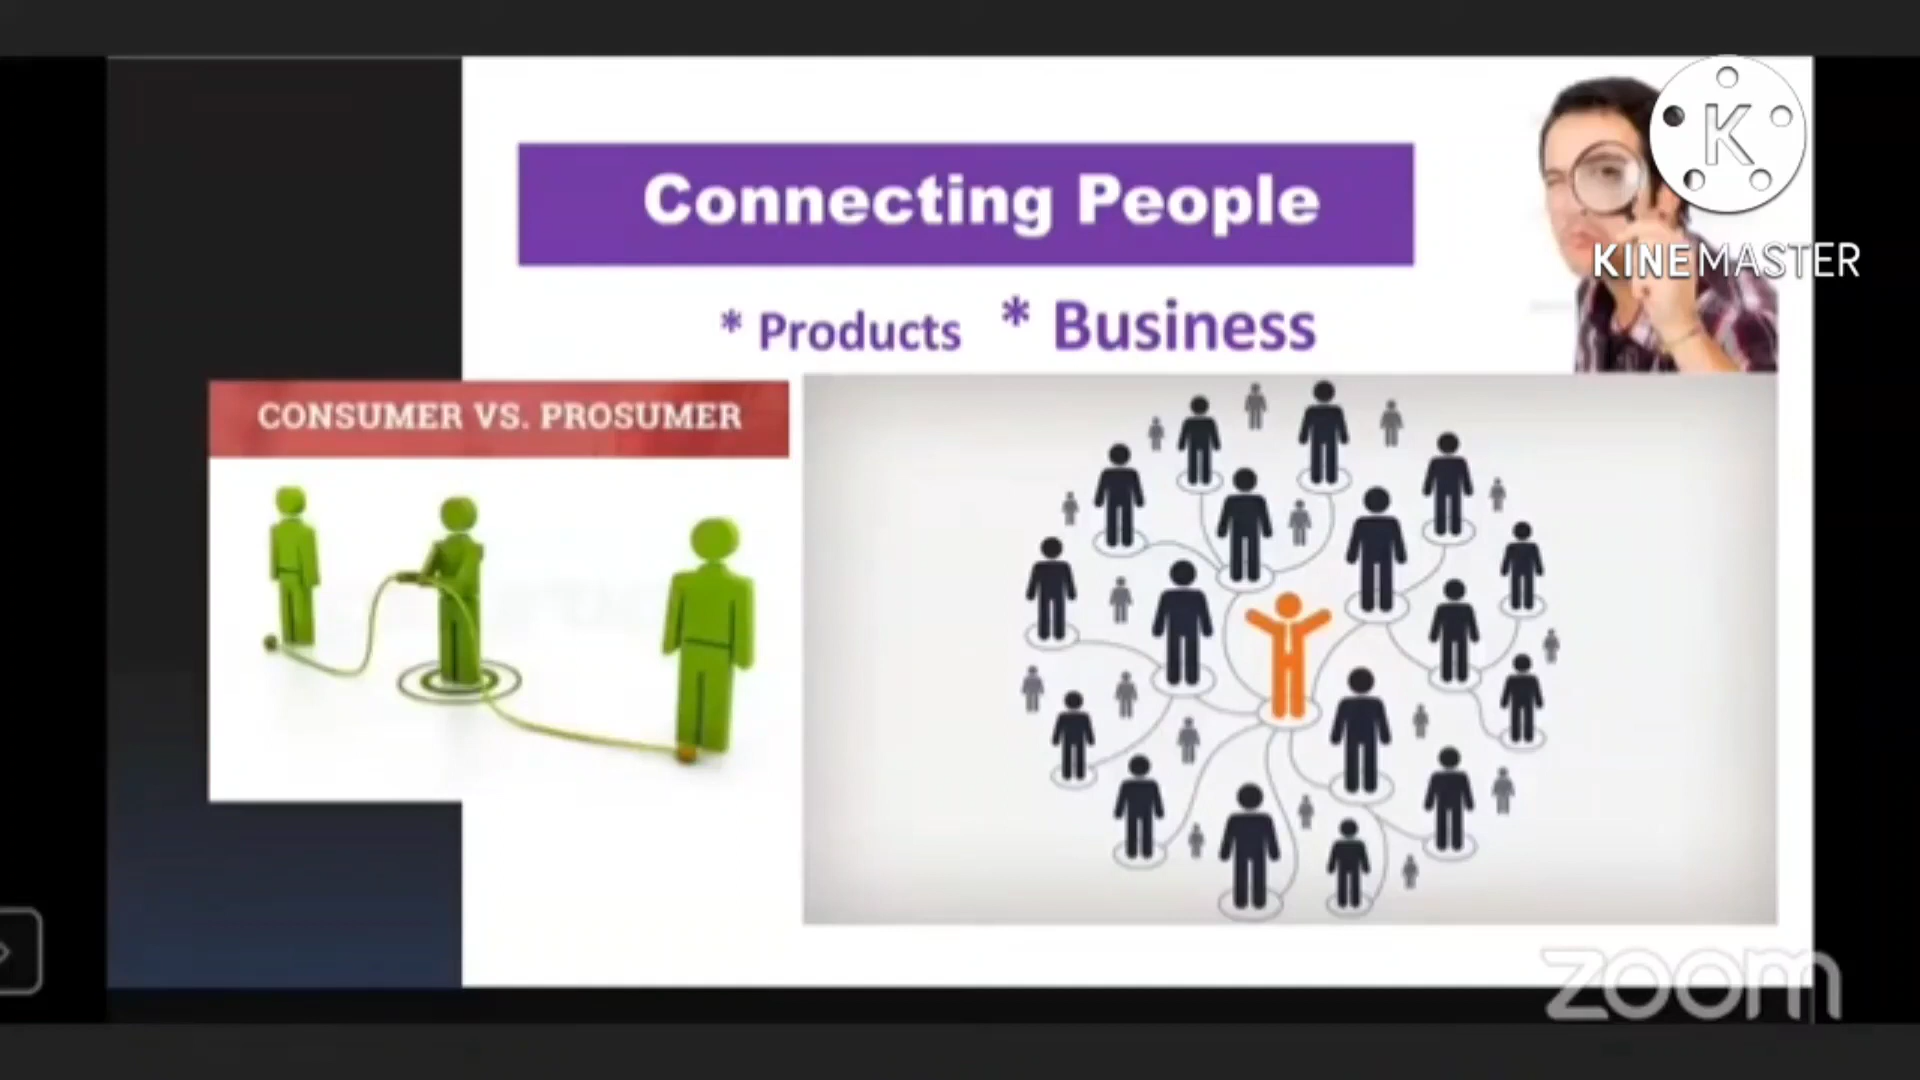 Connecting People
* Products * Business
CONSUMER VS. PROSUMER
K
KINEMASTER
zoom